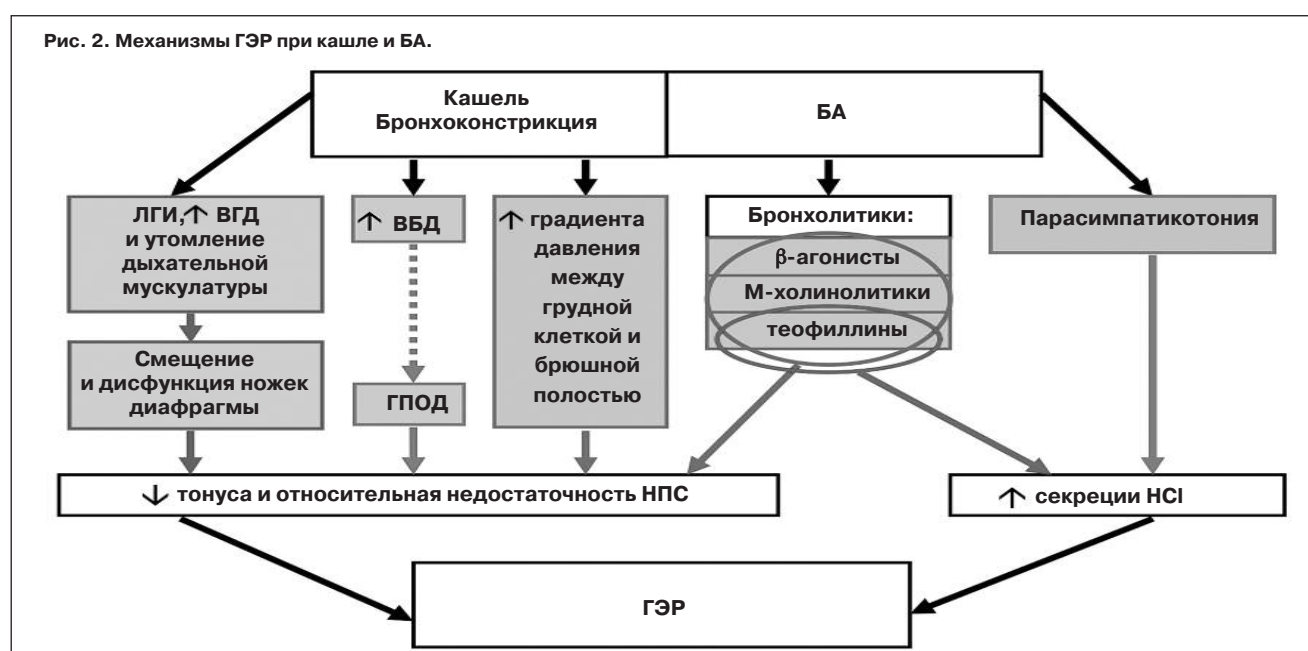 Рис. 2. Механизмы ГЭР при кашле и БА.
Кашель
Бронхоконстрикция
БА
ЛГИ,↑ ВГД
и утомление
дыхательной
мускулатуры
↑ ВБД
↑ градиента
давления
между
грудной
клеткой и
брюшной
полостью
Бронхолитики:
β-агонисты
М-холинолитики
теофиллины
Парасимпатикотония
Смещение
и дисфункция ножек
диафрагмы
ГПОД
↓ тонуса и относительная недостаточность НПС
↑ секреции HCl
ГЭР